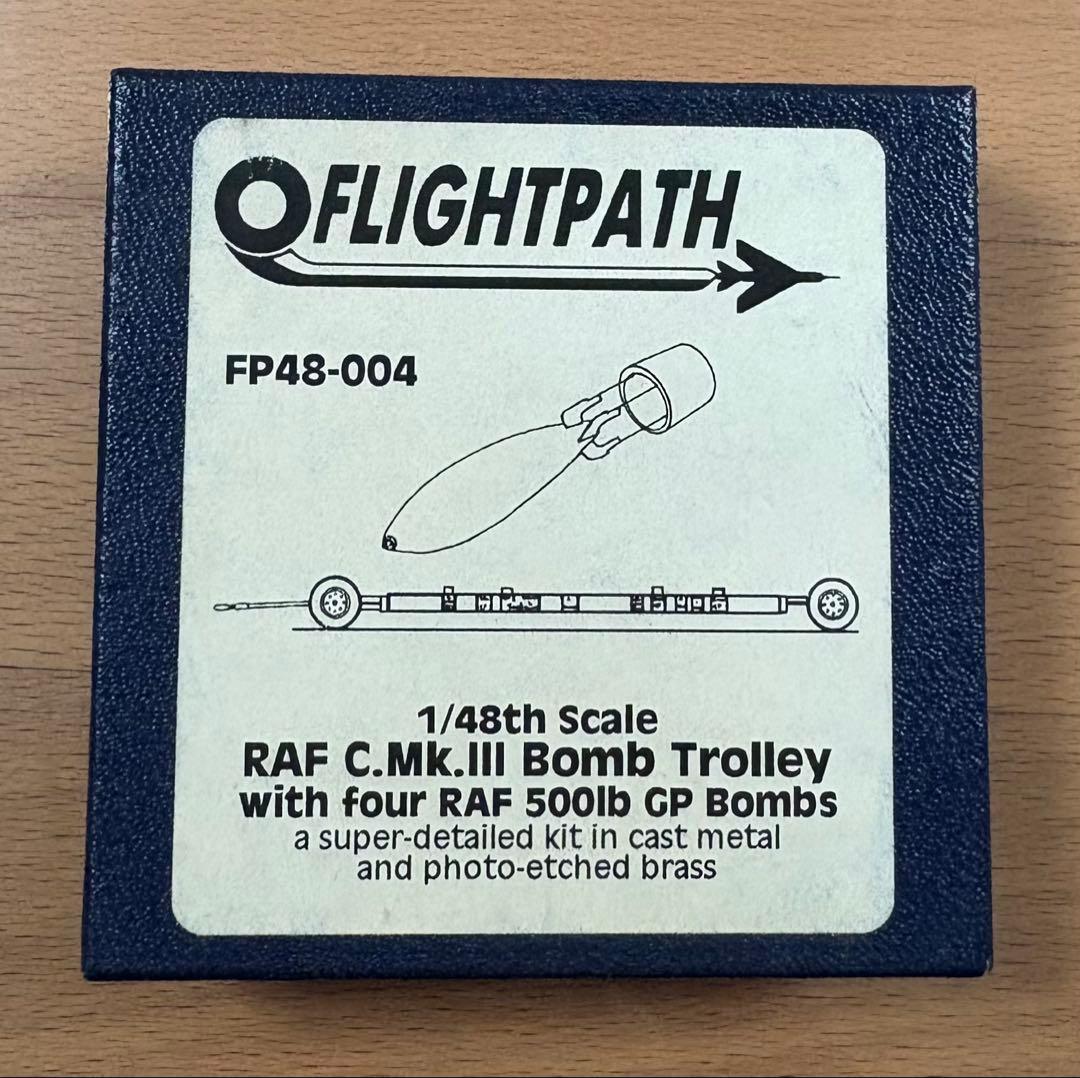 FLIGHTPATH
FP48-004
1/48th Scale
RAF C.Mk.III Bomb Trolley
with four RAF 500lb GP Bombs
a super-detailed kit in cast metal
and photo-etched brass